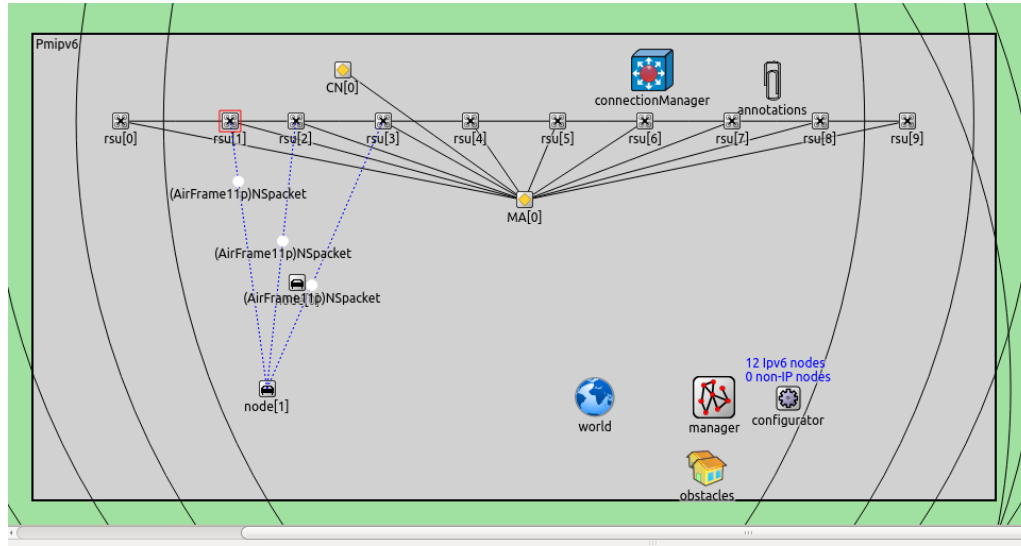 Pmipv6
CN[0]
connectionManager
annotations
rsu[0]
rsu[1]
rsu[2]
rsu[3]
rsu[4]
rsu[5]
rsu[6]
rsu[7]
rsu[8]
rsu[9]
(AirFrame11p)NSpacket
MA[0]
(AirFrame11p)NSpacket
(AirFrame11p)NSpacket
12 Ipv6 nodes
0 non-IP nodes
node[1]
world
manager
configurator
obstacles